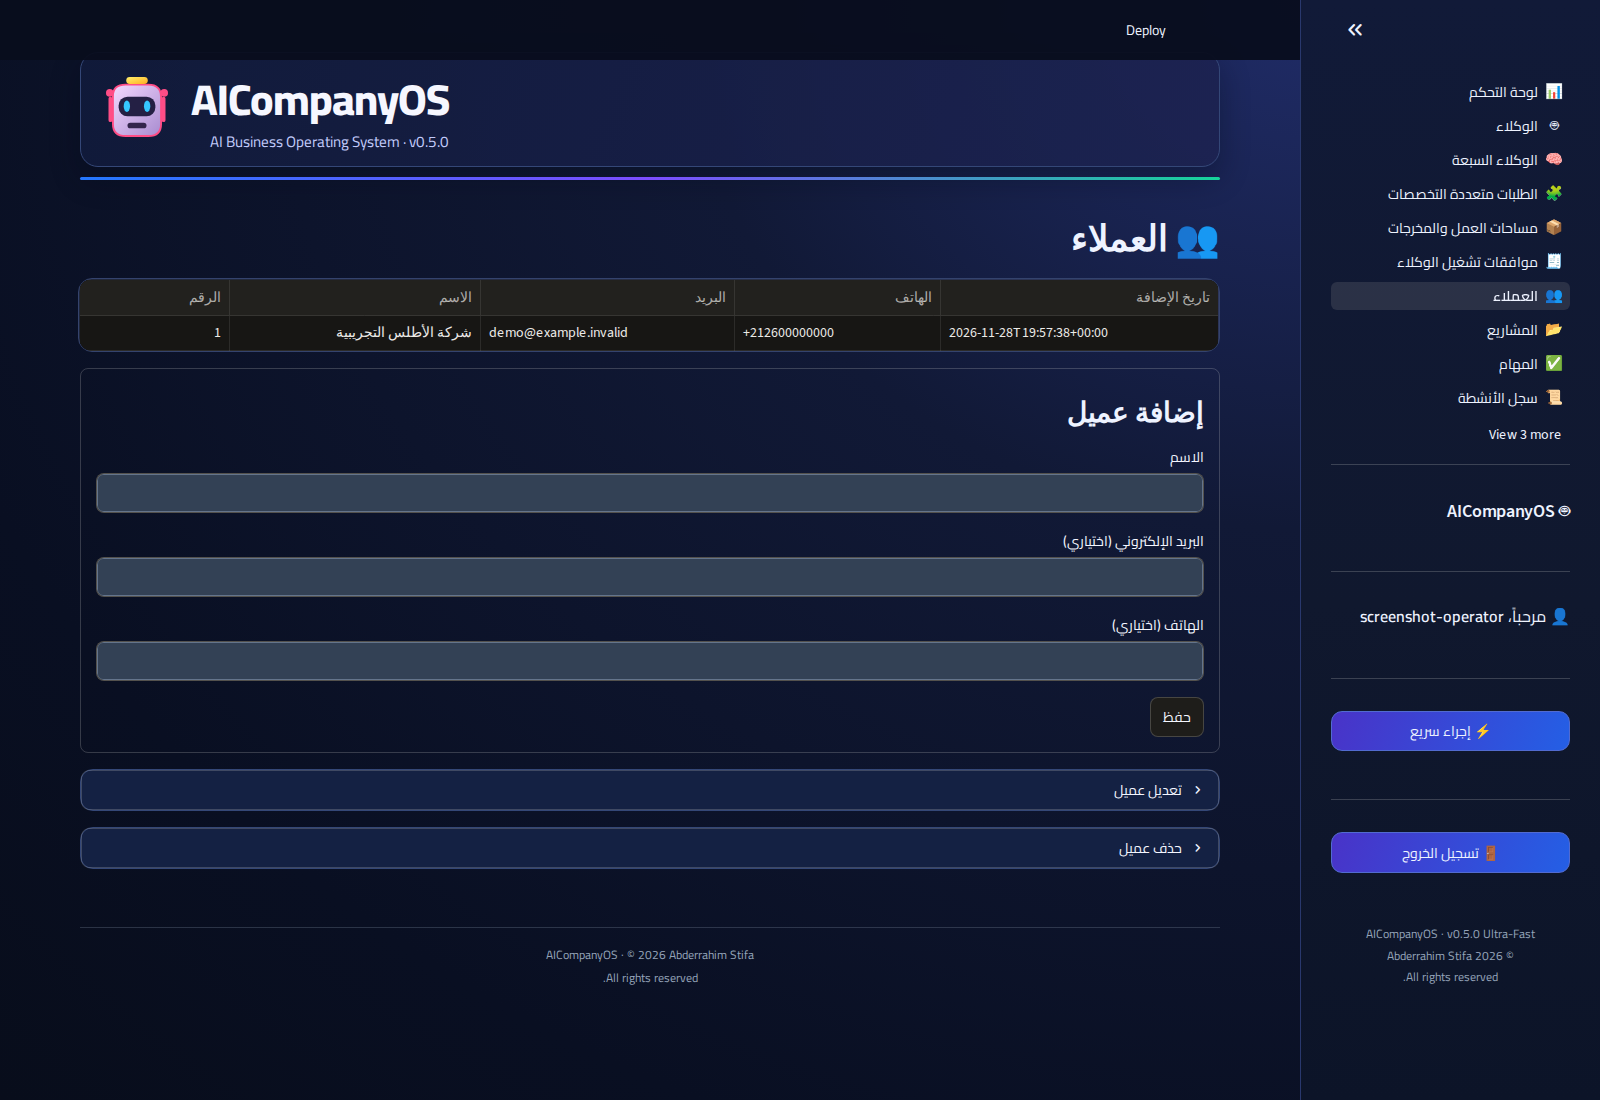 Deploy
AICompanyOS
AI Business Operating System · v0.5.0
👥 العملاء
الرقم	الاسم	البريد	الهاتف	تاريخ الإضافة
1	شركة الأطلس التجريبية	demo@example.invalid	+212600000000	2026-11-28T19:57:38+00:00
إضافة عميل
الاسم
البريد الإلكتروني (اختياري)
الهاتف (اختياري)
حفظ
تعديل عميل
حذف عميل
AICompanyOS · © 2026 Abderrahim Stifa
.All rights reserved
📊 لوحة التحكم
الوكلاء
🧠 الوكلاء السبعة
🧩 الطلبات متعددة التخصصات
📦 مساحات العمل والمخرجات
🧾 موافقات تشغيل الوكلاء
👥 العملاء
📂 المشاريع
✅ المهام
📜 سجل الأنشطة
View 3 more
AICompanyOS
👤 مرحباً، screenshot-operator
⚡ إجراء سريع
🚪 تسجيل الخروج
AICompanyOS · v0.5.0 Ultra-Fast
Abderrahim Stifa 2026 ©
.All rights reserved